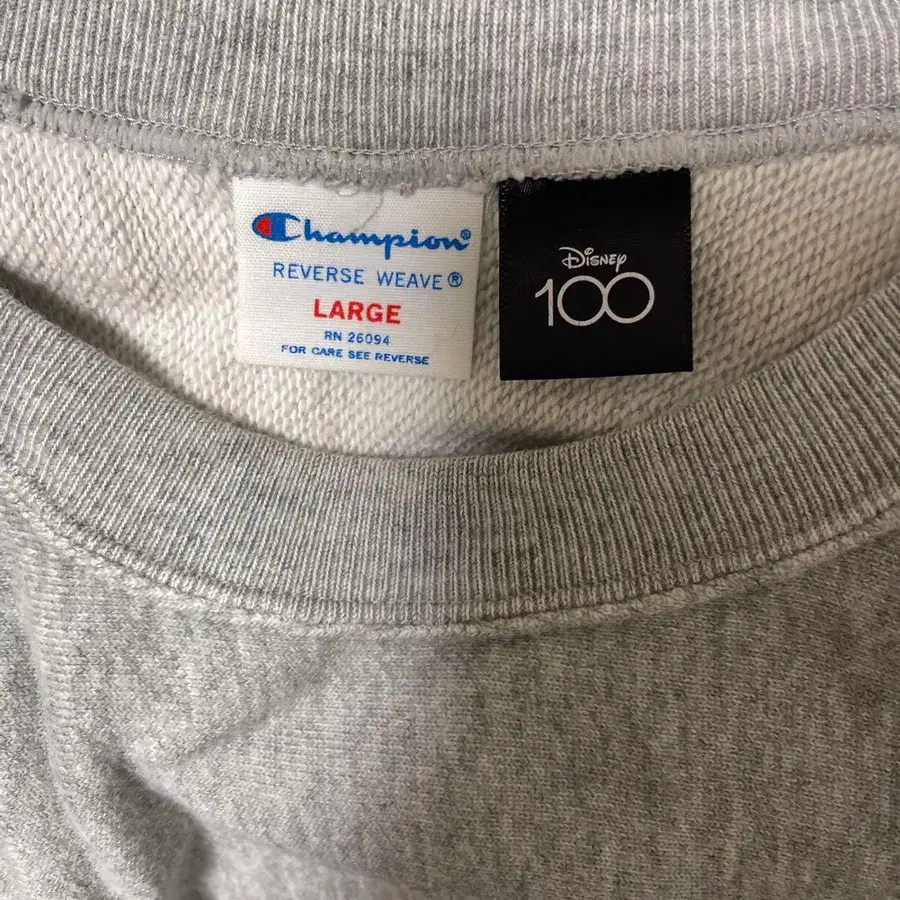 Champion®
REVERSE WEAVE®
LARGE
RN 26094
FOR CARE SEE REVERSE
Disney
100